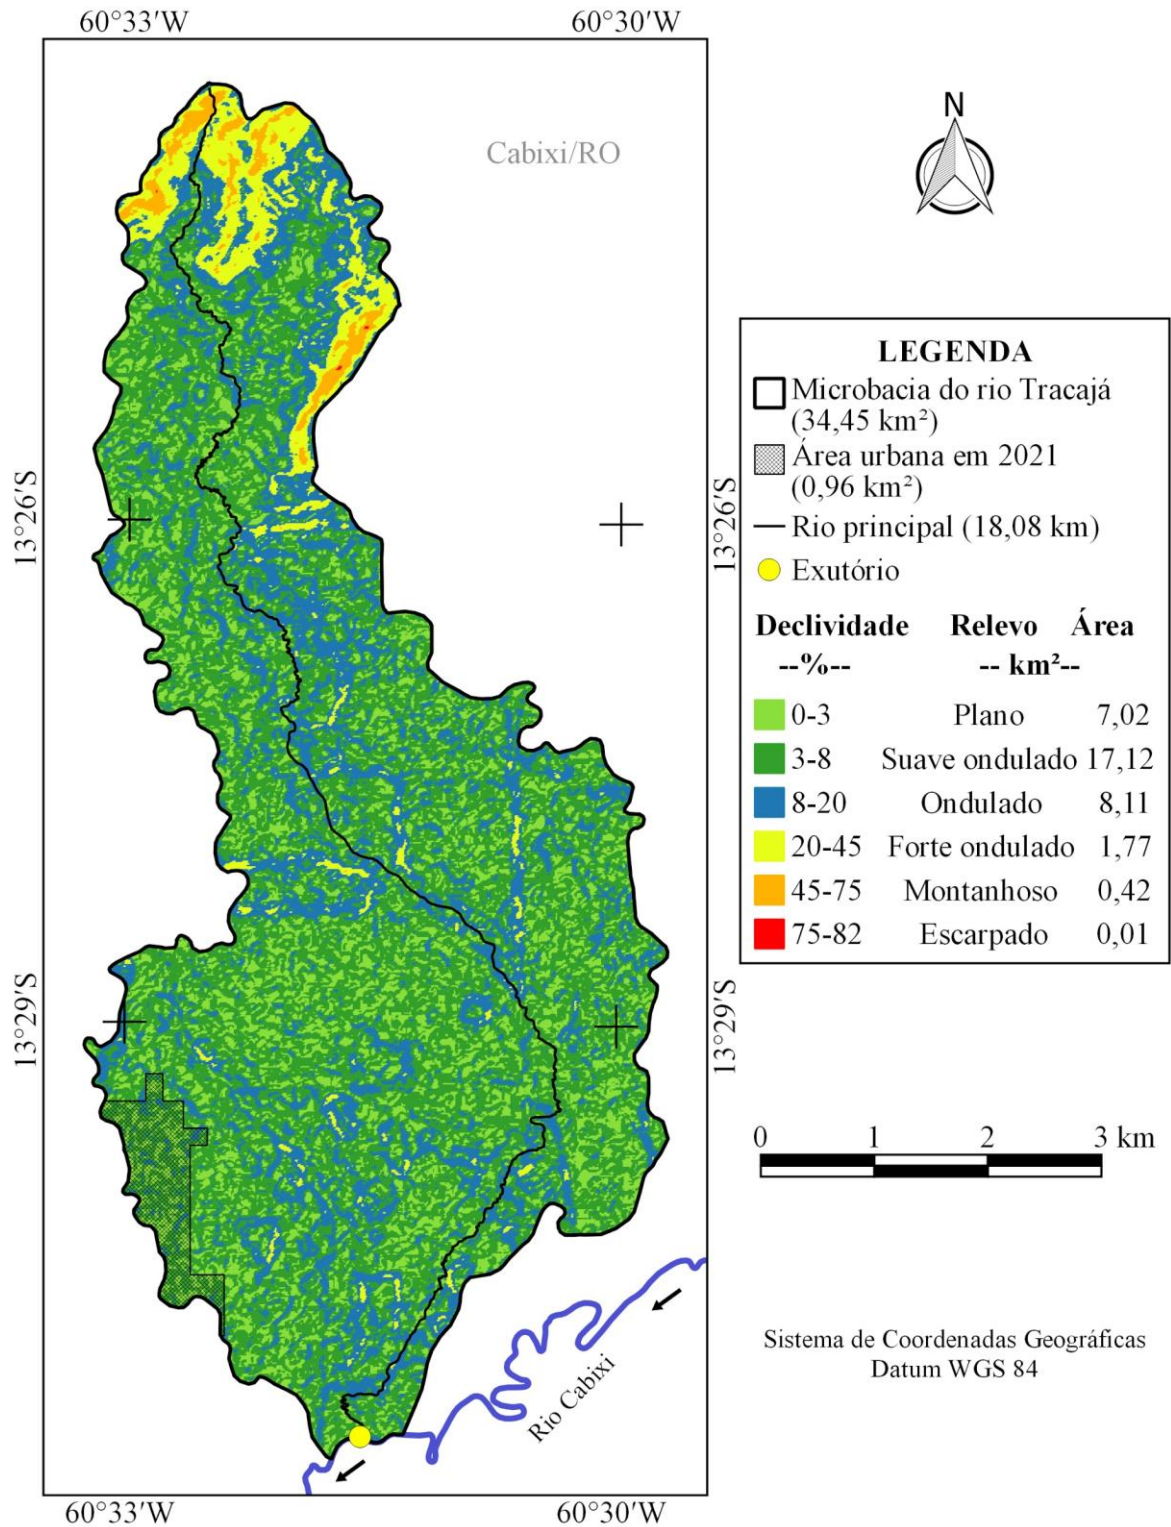 60°33'W 60°30'W
N
Cabixi/RO
LEGENDA
Microbacia do rio Tracajá
(34,45 km²)
Área urbana em 2021
(0,96 km²)
Rio principal (18,08 km)
Exutório
Declividade Relevo Área
--%-- -- km²--
0-3 Plano 7,02
3-8 Suave ondulado 17,12
8-20 Ondulado 8,11
20-45 Forte ondulado 1,77
45-75 Montanhoso 0,42
75-82 Escarpado 0,01
13°26'S 13°26'S
13°29'S 13°29'S
0 1 2 3 km
Sistema de Coordenadas Geográficas
Datum WGS 84
Rio Cabixi
60°33'W 60°30'W